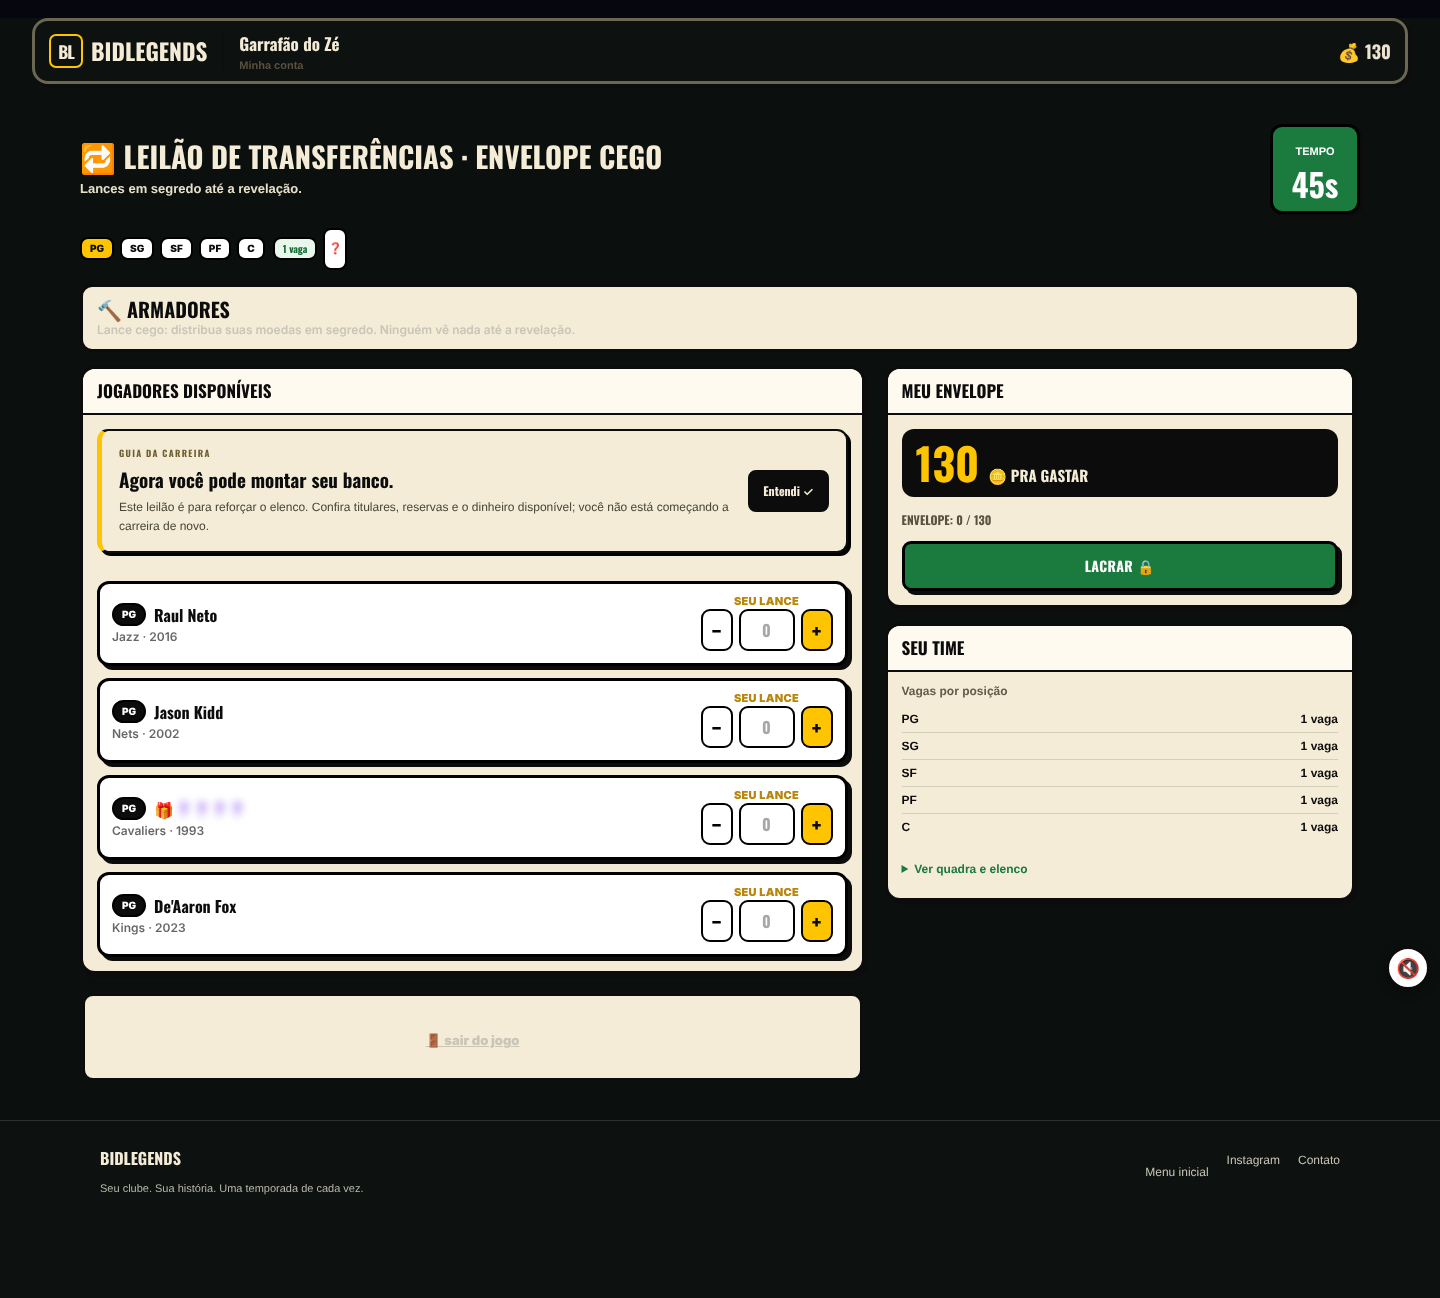 BL BIDLEGENDS
Garrafão do Zé
Minha conta
💰 130
🔁 LEILÃO DE TRANSFERÊNCIAS · ENVELOPE CEGO
Lances em segredo até a revelação.
TEMPO
45s
PG SG SF PF C 1 vaga ❓
🔨 ARMADORES
Lance cego: distribua suas moedas em segredo. Ninguém vê nada até a revelação.
JOGADORES DISPONÍVEIS
GUIA DA CARREIRA
Agora você pode montar seu banco.
Este leilão é para reforçar o elenco. Confira titulares, reservas e o dinheiro disponível; você não está começando a
carreira de novo.
Entendi ✓
PG Raul Neto
Jazz · 2016
SEU LANCE
− 0 +
PG Jason Kidd
Nets · 2002
SEU LANCE
− 0 +
PG 🎁
Cavaliers · 1993
SEU LANCE
− 0 +
PG De'Aaron Fox
Kings · 2023
SEU LANCE
− 0 +
🚪 sair do jogo
MEU ENVELOPE
130 🪙 PRA GASTAR
ENVELOPE: 0 / 130
LACRAR 🔒
SEU TIME
Vagas por posição
PG 1 vaga
SG 1 vaga
SF 1 vaga
PF 1 vaga
C 1 vaga
▶ Ver quadra e elenco
BIDLEGENDS
Seu clube. Sua história. Uma temporada de cada vez.
Menu inicial
Instagram
Contato